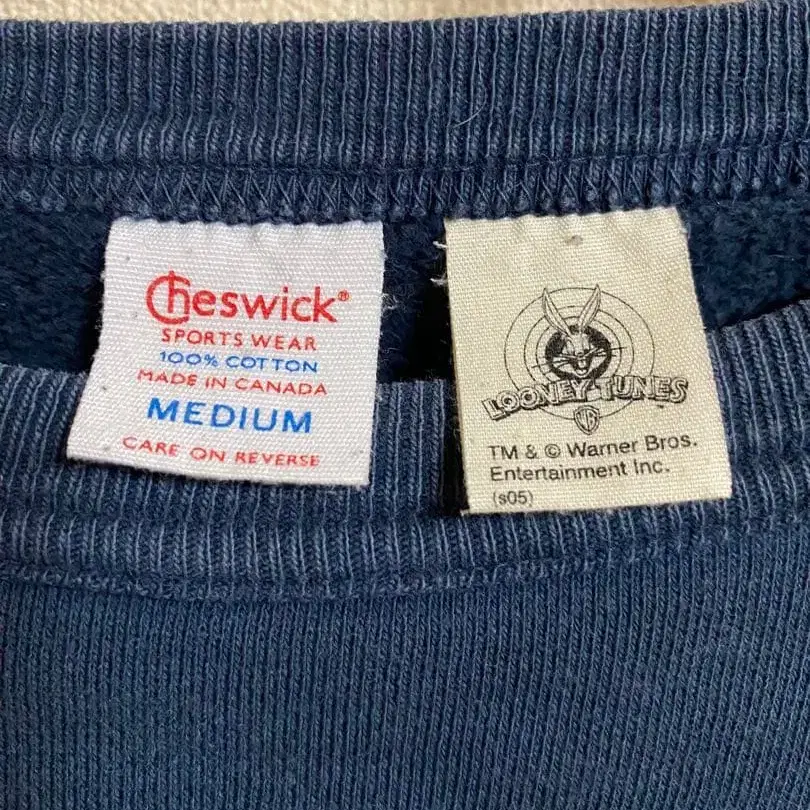 Cheswick®
SPORTS WEAR
100% COTTON
MADE IN CANADA
MEDIUM
CARE ON REVERSE
LOONEY TUNES
WB
TM & © Warner Bros.
Entertainment Inc.
(s05)